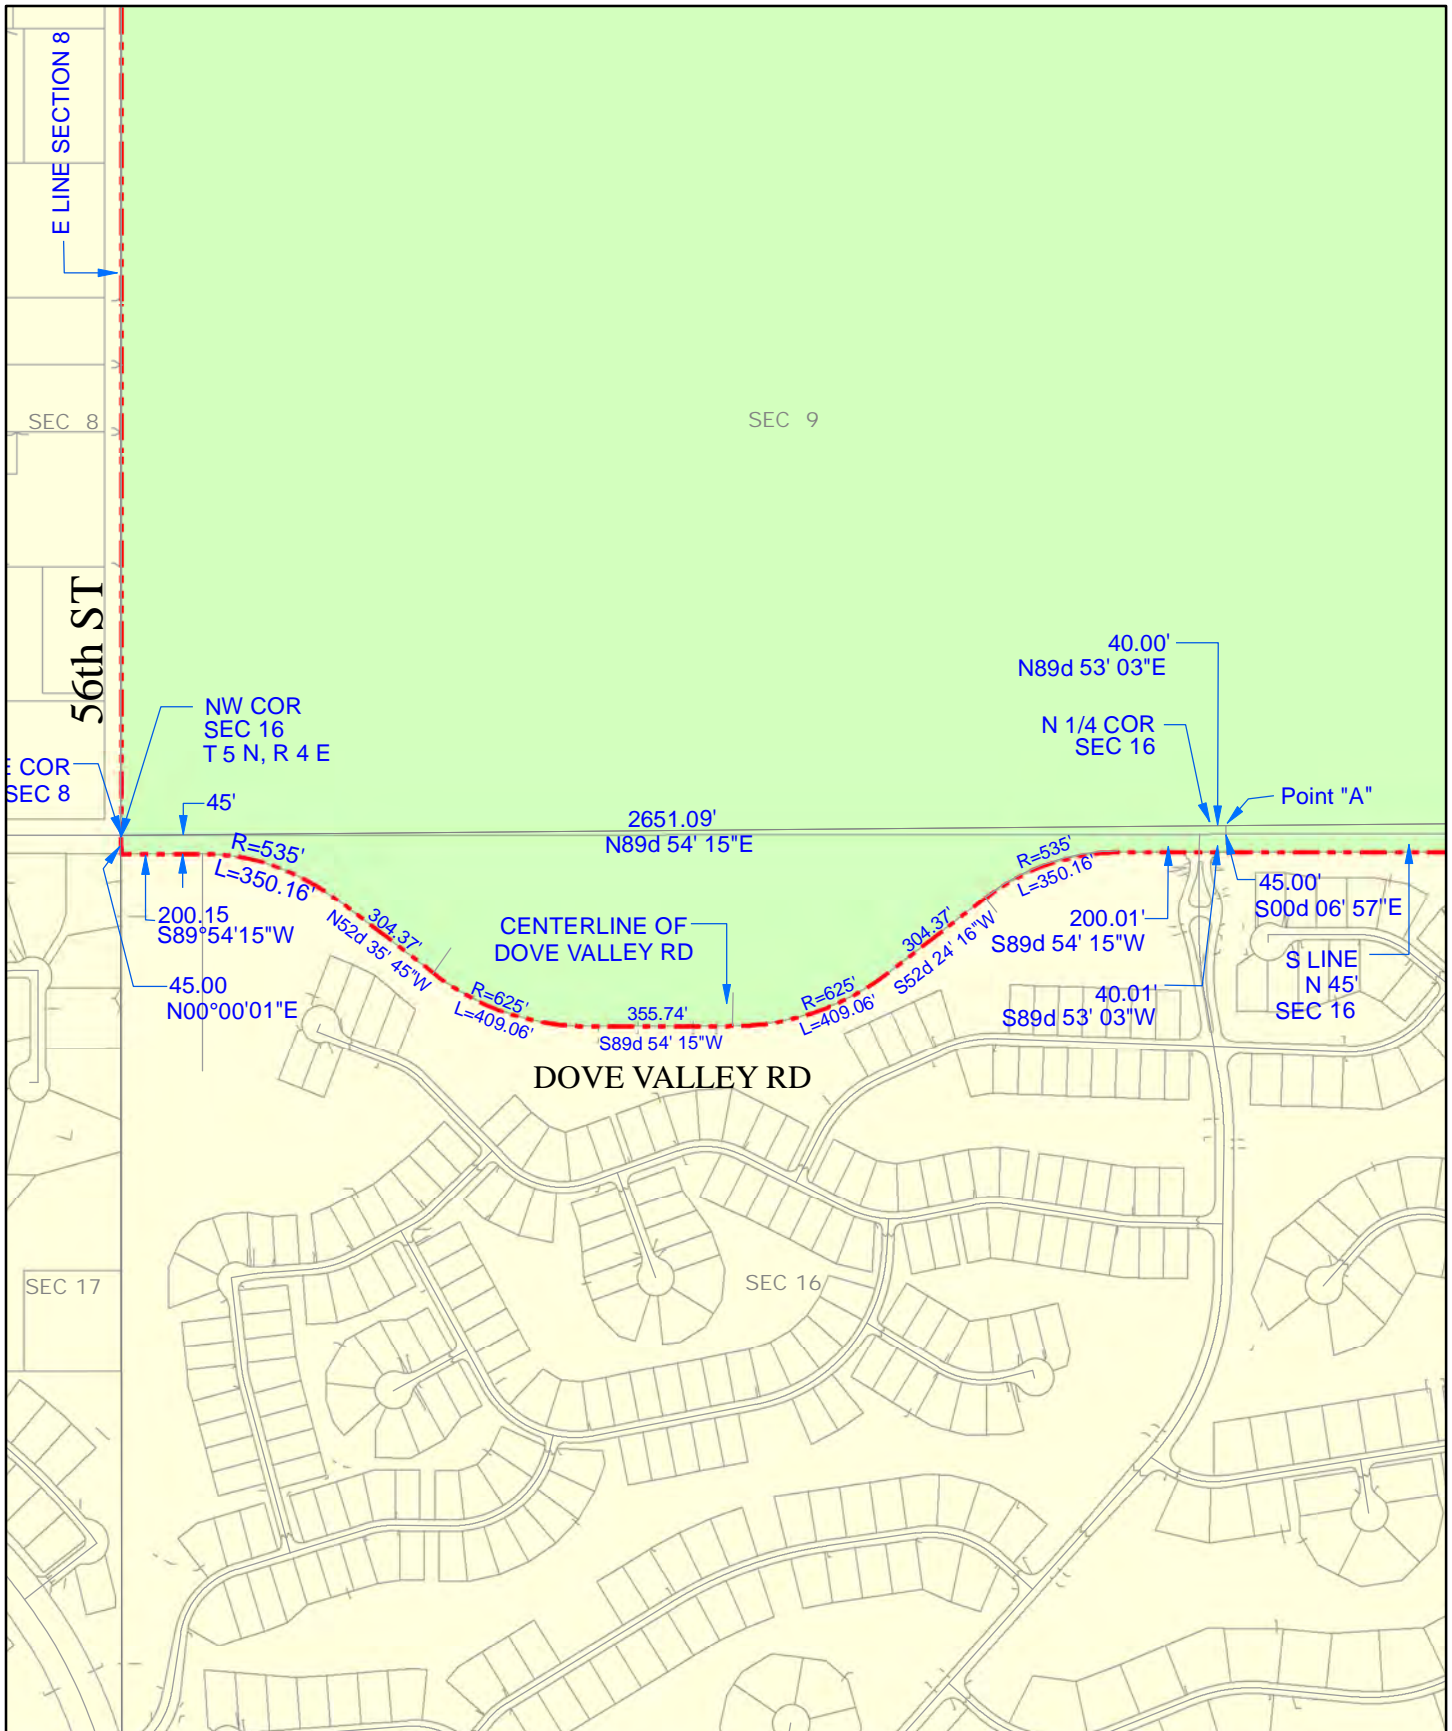 E LINE SECTION 8
SEC 8
SEC 9
56th ST
40.00'
N89d 53' 03"E
NW COR
SEC 16
T 5 N, R 4 E
N 1/4 COR
SEC 16
COR
SEC 8
45'
Point "A"
2651.09'
N89d 54' 15"E
R=535'
L=350.16'
R=535'
L=350.16'
200.15
S89°54'15"W
304.37'
N52d 35' 45"W
CENTERLINE OF
DOVE VALLEY RD
304.37'
S52d 24' 16"W
200.01'
S89d 54' 15"W
45.00'
S00d 06' 57"E
45.00
N00°00'01"E
R=625'
L=409.06'
355.74'
S89d 54' 15"W
R=625'
L=409.06'
40.01'
S89d 53' 03"W
S LINE
N 45'
SEC 16
DOVE VALLEY RD
SEC 17
SEC 16